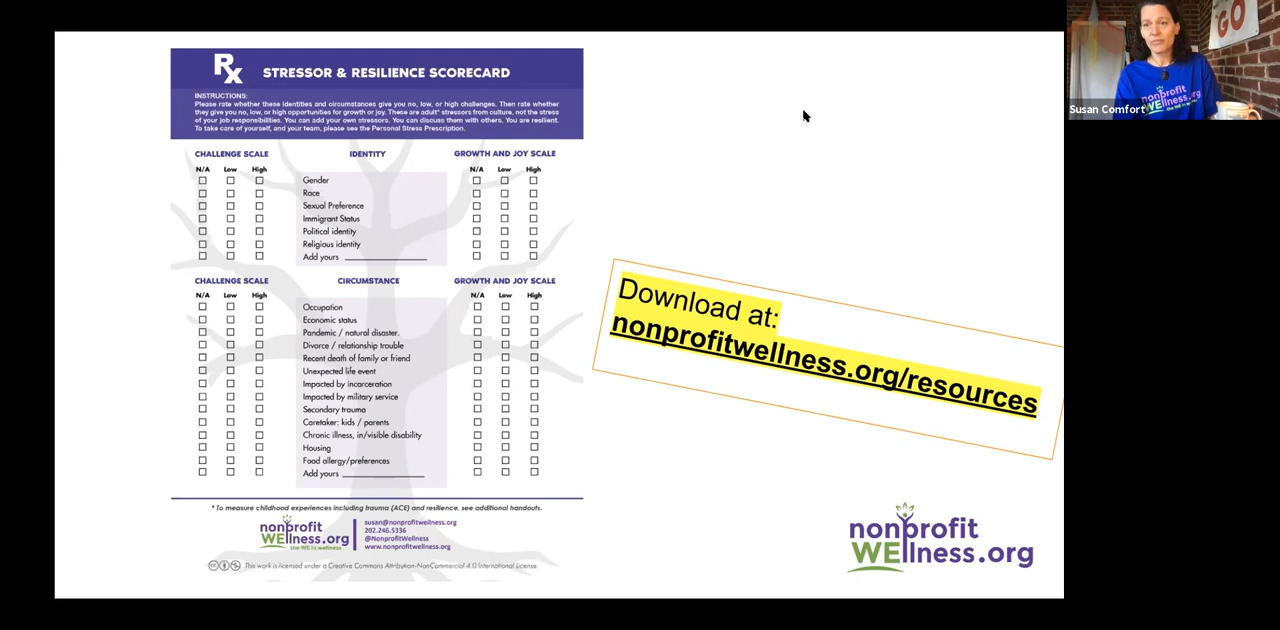 Rx STRESSOR & RESILIENCE SCORECARD
INSTRUCTIONS:
Please rate whether these identities and circumstances give you no, low, or high challenges. Then rate whether
they give you no, low, or high opportunities for growth or joy. These are adult* stressors from culture, not the stress
of your job responsibilities. You can add your own stressors. You can discuss them with others. You are resilient.
To take care of yourself, and your team, please see the Personal Stress Prescription.
CHALLENGE SCALE IDENTITY GROWTH AND JOY SCALE
N/A Low High N/A Low High
Gender
Race
Sexual Preference
Immigrant Status
Political identity
Religious identity
Add yours
CHALLENGE SCALE CIRCUMSTANCE GROWTH AND JOY SCALE
N/A Low High N/A Low High
Occupation
Economic status
Pandemic / natural disaster.
Divorce / relationship trouble
Recent death of family or friend
Unexpected life event
Impacted by incarceration
Impacted by military service
Secondary trauma
Caretaker: kids / parents
Chronic illness, in/visible disability
Housing
Food allergy/preferences
Add yours
* To measure childhood experiences including trauma (ACE) and resilience, see additional handouts.
nonprofit
WEllness.org
the WE in wellness
susan@nonprofitwellness.org
202.246.5336
@NonprofitWellness
www.nonprofitwellness.org
This work is licensed under a Creative Commons Attribution-NonCommercial 4.0 International License.
Download at:
nonprofitwellness.org/resources
nonprofit
WEllness.org
GO
nonprofit
WEllness.org
Susan Comfort